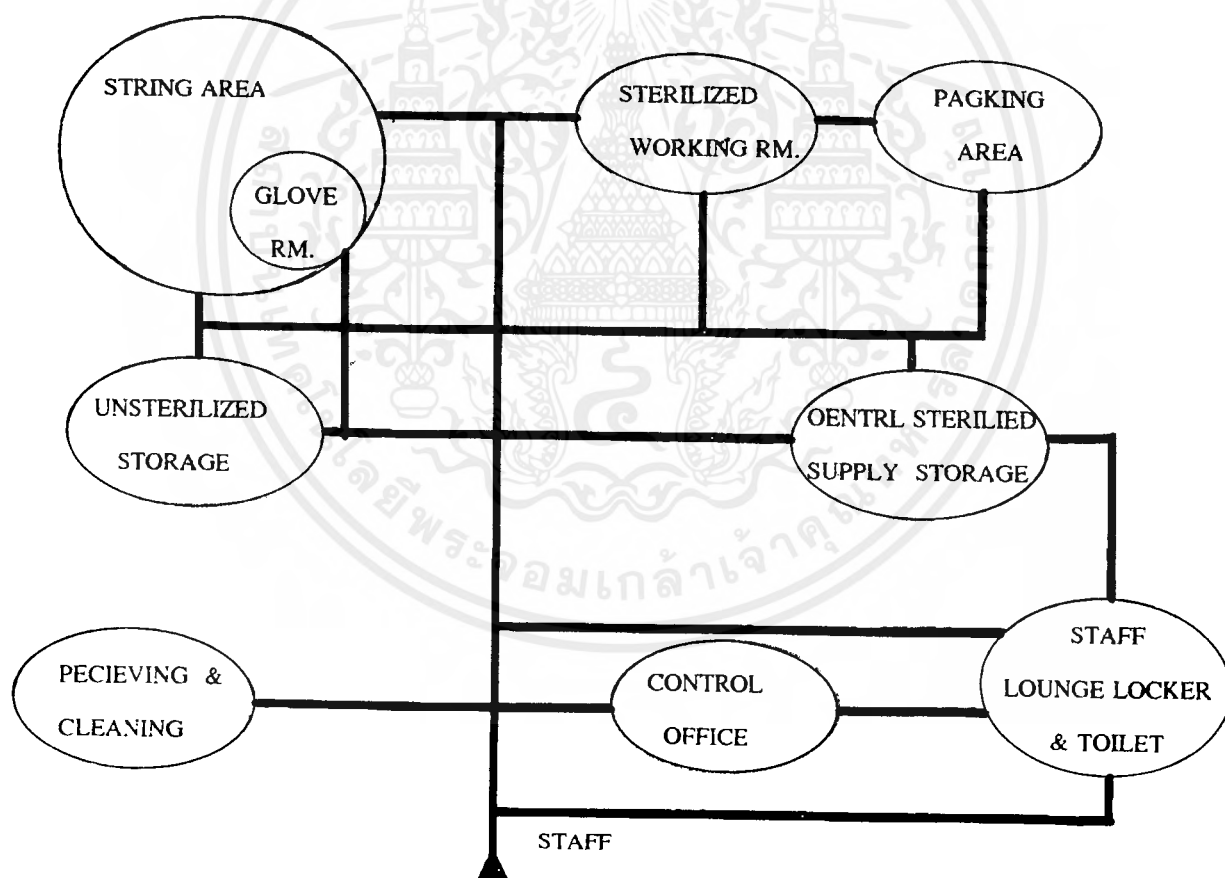 STRING AREA
GLOVE
RM.
STERILIZED
WORKING RM.
PAGKING
AREA
UNSTERILIZED
STORAGE
OENTRL STERILIED
SUPPLY STORAGE
PECIEVING &
CLEANING
CONTROL
OFFICE
STAFF
LOUNGE LOCKER
& TOILET
STAFF